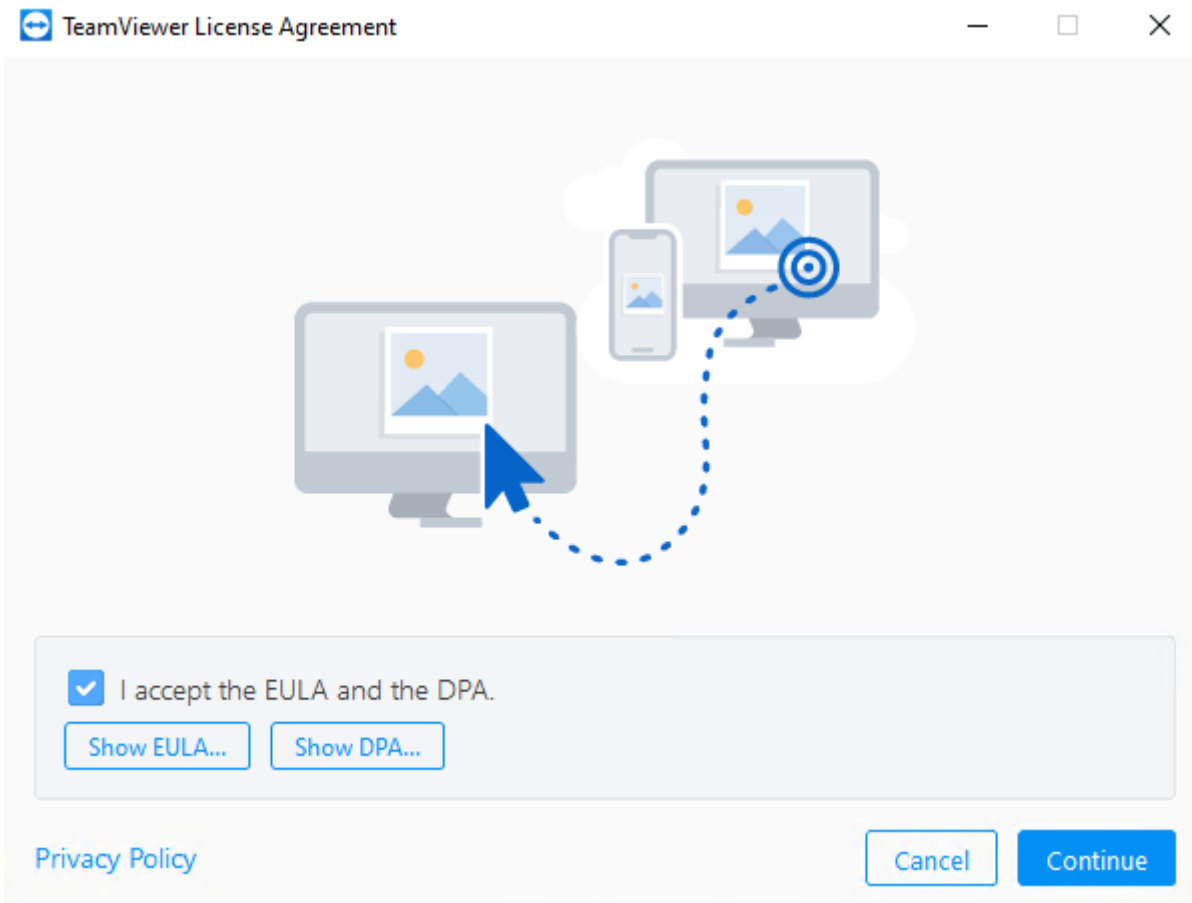 TeamViewer License Agreement
I accept the EULA and the DPA.
Show EULA...
Show DPA...
Privacy Policy
Cancel
Continue